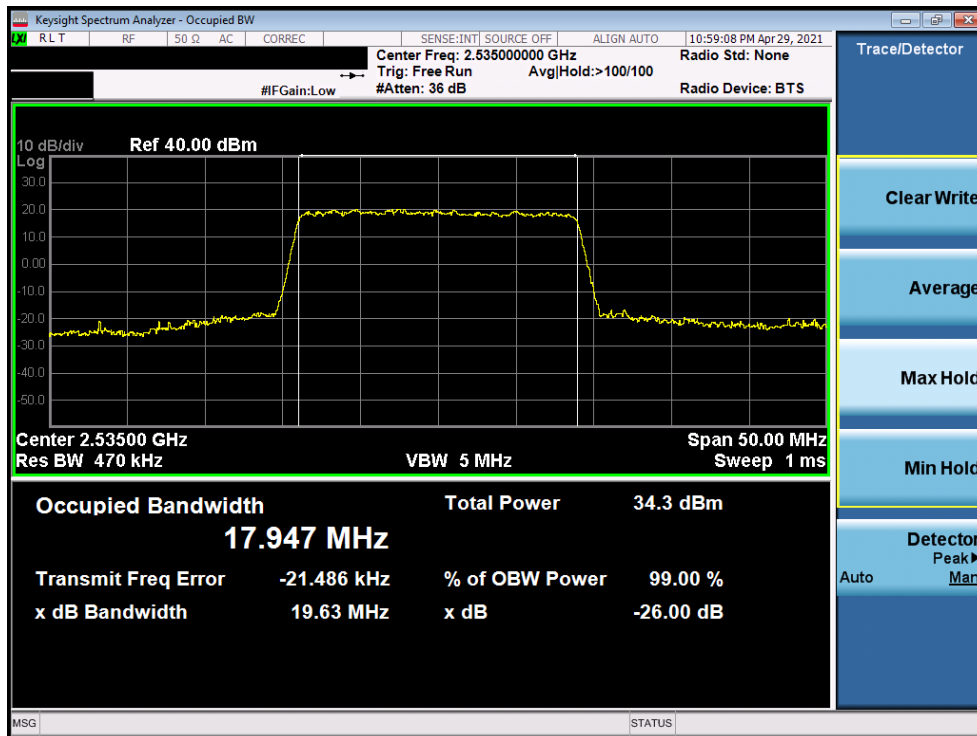 Keysight Spectrum Analyzer - Occupied BW
LXI RLT RF 50 Ω AC CORREC SENSE:INT SOURCE OFF ALIGN AUTO 10:59:08 PM Apr 29, 2021
Center Freq: 2.535000000 GHz Radio Std: None
Trig: Free Run Avg|Hold:>100/100
#IFGain:Low #Atten: 36 dB Radio Device: BTS
Trace/Detector
10 dB/div Ref 40.00 dBm
Log
30.0
20.0
10.0
0.00
-10.0
-20.0
-30.0
-40.0
-50.0
Center 2.53500 GHz Span 50.00 MHz
Res BW 470 kHz VBW 5 MHz Sweep 1 ms
Occupied Bandwidth Total Power 34.3 dBm
17.947 MHz
Transmit Freq Error -21.486 kHz % of OBW Power 99.00 %
x dB Bandwidth 19.63 MHz x dB -26.00 dB
Clear Write
Average
Max Hold
Min Hold
Detector
Peak▶
Auto Man
MSG STATUS